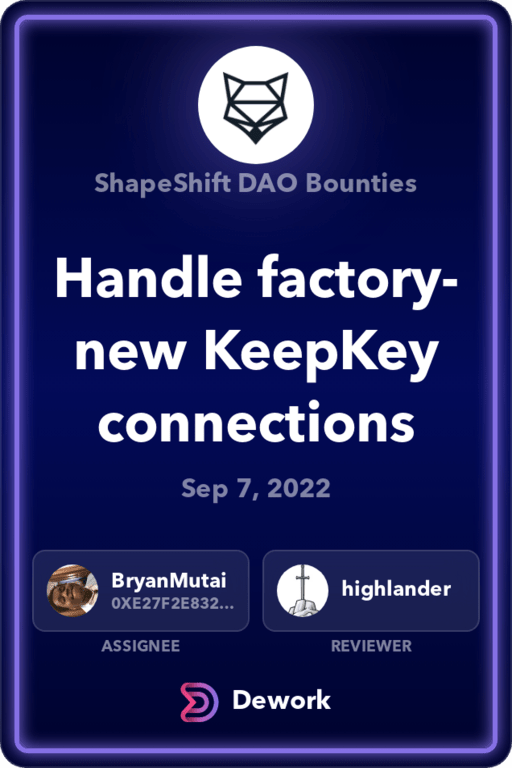 ShapeShift DAO Bounties
Handle factory-
new KeepKey
connections
Sep 7, 2022
BryanMutai
0XE27F2E832...
highlander
ASSIGNEE
REVIEWER
Dework